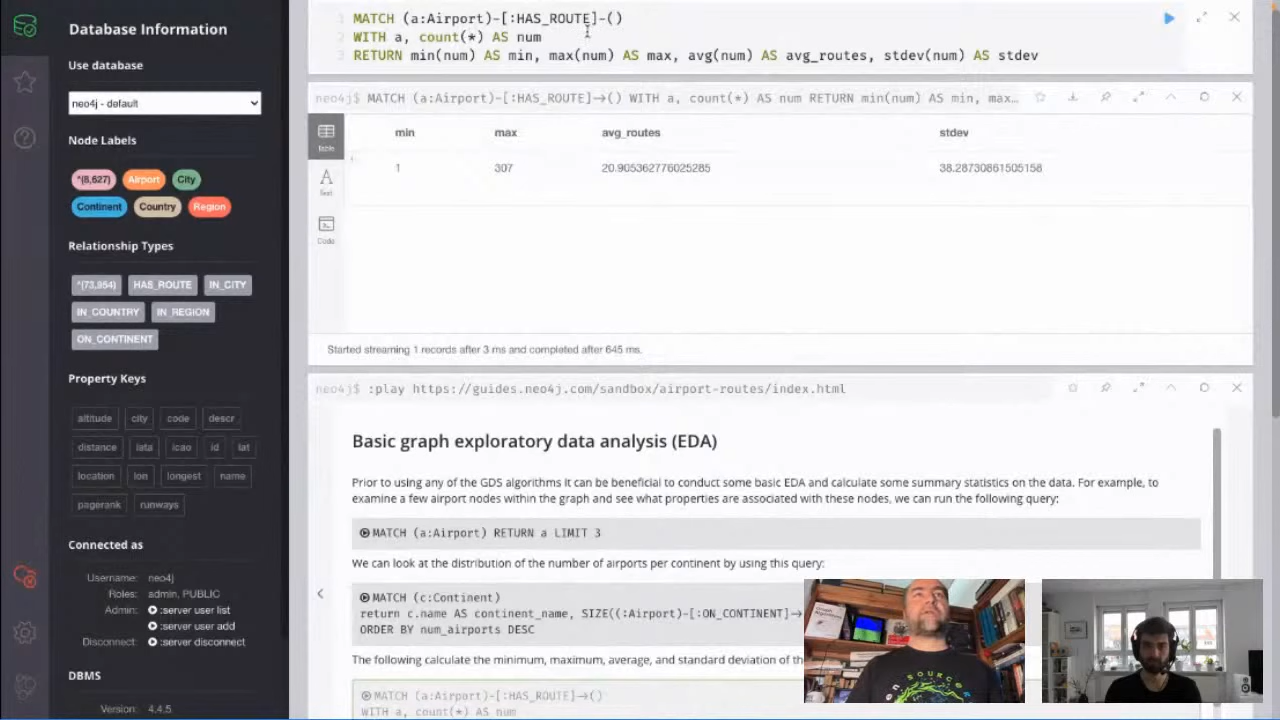 Database Information
Use database
neo4j - default
Node Labels
*(8,627) Airport City
Continent Country Region
Relationship Types
*(73,954) HAS_ROUTE IN_CITY
IN_COUNTRY IN_REGION
ON_CONTINENT
Property Keys
altitude city code descr
distance iata icao id lat
location lon longest name
pagerank runways
Connected as
Username: neo4j
Roles: admin, PUBLIC
Admin: :server user list
:server user add
Disconnect: :server disconnect
DBMS
Version: 4.4.5
1 MATCH (a:Airport)-[:HAS_ROUTE]-()
2 WITH a, count(*) AS num
3 RETURN min(num) AS min, max(num) AS max, avg(num) AS avg_routes, stdev(num) AS stdev
neo4j$ MATCH (a:Airport)-[:HAS_ROUTE]→() WITH a, count(*) AS num RETURN min(num) AS min, max…
Table
Text
Code
min max avg_routes stdev
1 307 20.905362776025285 38.28730861505158
Started streaming 1 records after 3 ms and completed after 645 ms.
neo4j$ :play https://guides.neo4j.com/sandbox/airport-routes/index.html
Basic graph exploratory data analysis (EDA)
Prior to using any of the GDS algorithms it can be beneficial to conduct some basic EDA and calculate some summary statistics on the data. For example, to
examine a few airport nodes within the graph and see what properties are associated with these nodes, we can run the following query:
MATCH (a:Airport) RETURN a LIMIT 3
We can look at the distribution of the number of airports per continent by using this query:
MATCH (c:Continent)
return c.name AS continent_name, SIZE((:Airport)-[:ON_CONTINENT]→
ORDER BY num_airports DESC
The following calculate the minimum, maximum, average, and standard deviation of the
MATCH (a:Airport)-[:HAS_ROUTE]→()
WITH a, count(*) AS num